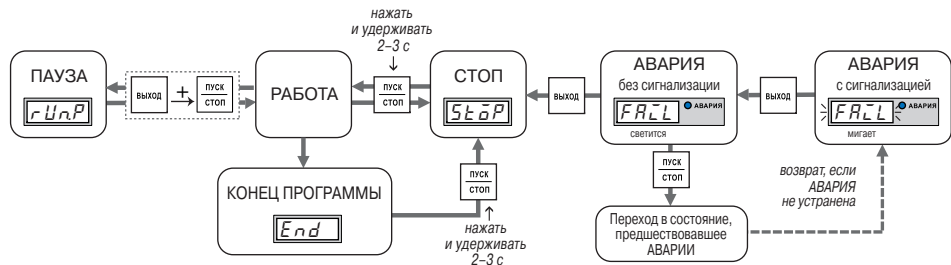 нажать
и удерживать
2–3 с
ПАУЗА
rUn.P
выход
+
пуск
стоп
РАБОТА
пуск
стоп
СТОП
StoP
выход
АВАРИЯ
без сигнализации
FAIL
АВАРИЯ
светится
выход
АВАРИЯ
с сигнализацией
FAIL
АВАРИЯ
мигает
КОНЕЦ ПРОГРАММЫ
End
пуск
стоп
нажать
и удерживать
2–3 с
пуск
стоп
Переход в состояние,
предшествовавшее
АВАРИИ
возврат, если
АВАРИЯ
не устранена